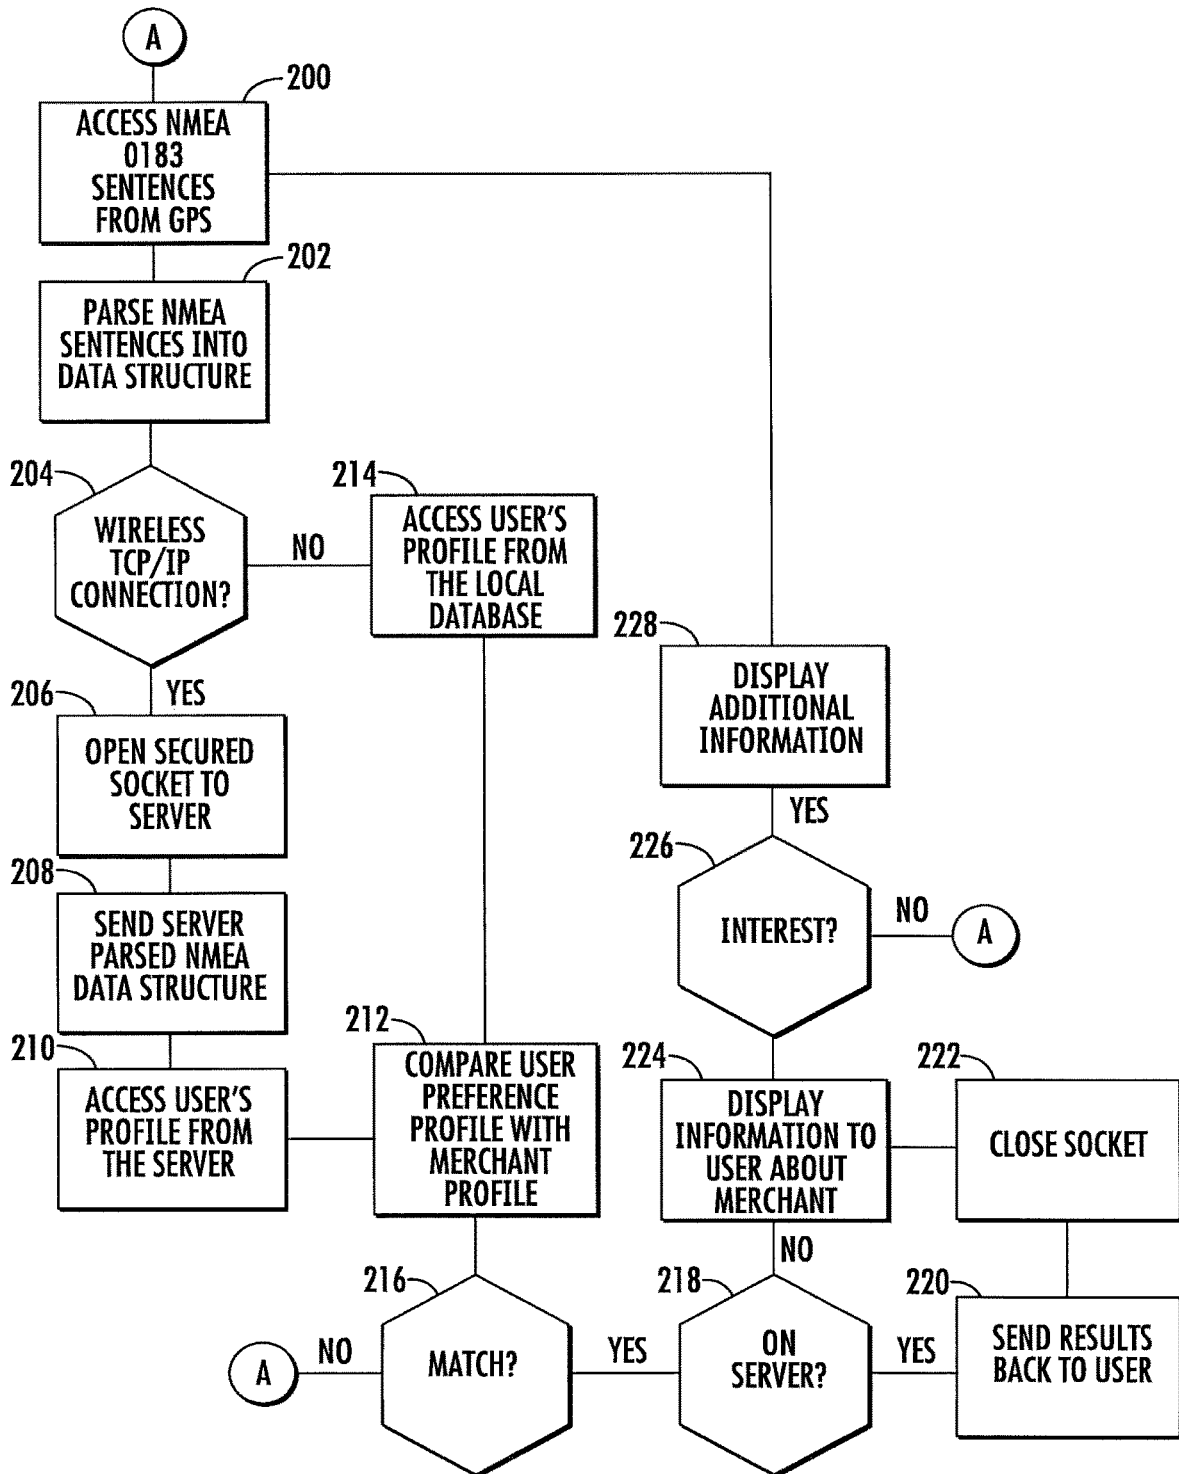 A
200
ACCESS NMEA
0183
SENTENCES
FROM GPS
202
PARSE NMEA
SENTENCES INTO
DATA STRUCTURE
204
WIRELESS
TCP/IP
CONNECTION?
NO
214
ACCESS USER'S
PROFILE FROM
THE LOCAL
DATABASE
YES
206
OPEN SECURED
SOCKET TO
SERVER
208
SEND SERVER
PARSED NMEA
DATA STRUCTURE
210
ACCESS USER'S
PROFILE FROM
THE SERVER
212
COMPARE USER
PREFERENCE
PROFILE WITH
MERCHANT
PROFILE
216
MATCH?
NO
A
YES
218
ON
SERVER?
YES
220
SEND RESULTS
BACK TO USER
222
CLOSE SOCKET
NO
224
DISPLAY
INFORMATION TO
USER ABOUT
MERCHANT
226
INTEREST?
NO
A
YES
228
DISPLAY
ADDITIONAL
INFORMATION